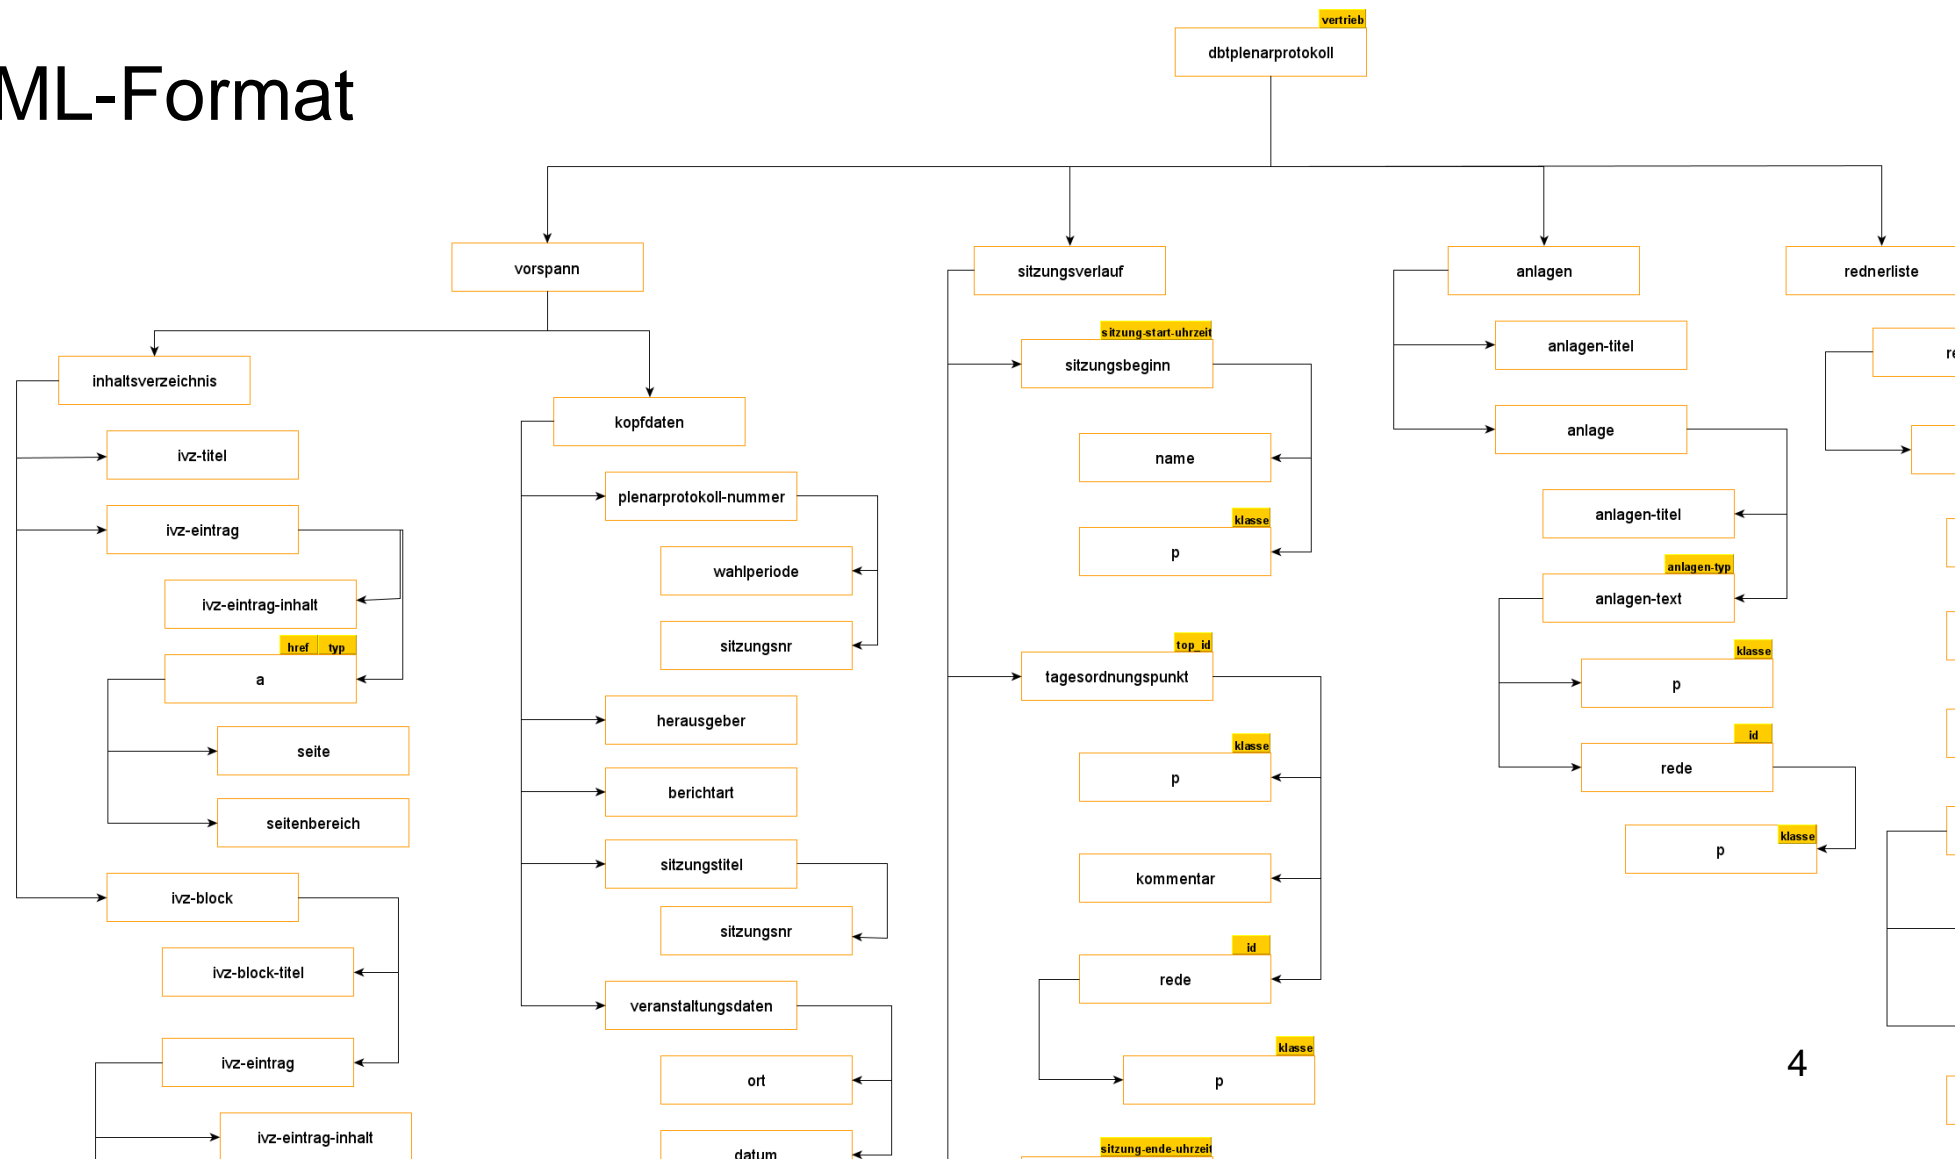 ML-Format
vertrieb
dbtplenarprotokoll
vorspann
inhaltsverzeichnis
ivz-titel
ivz-eintrag
ivz-eintrag-inhalt
href typ
a
seite
seitenbereich
ivz-block
ivz-block-titel
ivz-eintrag
ivz-eintrag-inhalt
kopfdaten
plenarprotokoll-nummer
wahlperiode
sitzungsnr
herausgeber
berichtart
sitzungstitel
sitzungsnr
veranstaltungsdaten
ort
datum
sitzungsverlauf
sitzung-start-uhrzeit
sitzungsbeginn
name
klasse
p
top_id
tagesordnungspunkt
klasse
p
kommentar
id
rede
klasse
p
sitzung-ende-uhrzeit
anlagen
anlagen-titel
anlage
anlagen-titel
anlagen-typ
anlagen-text
klasse
p
id
rede
klasse
p
rednerliste
re
4